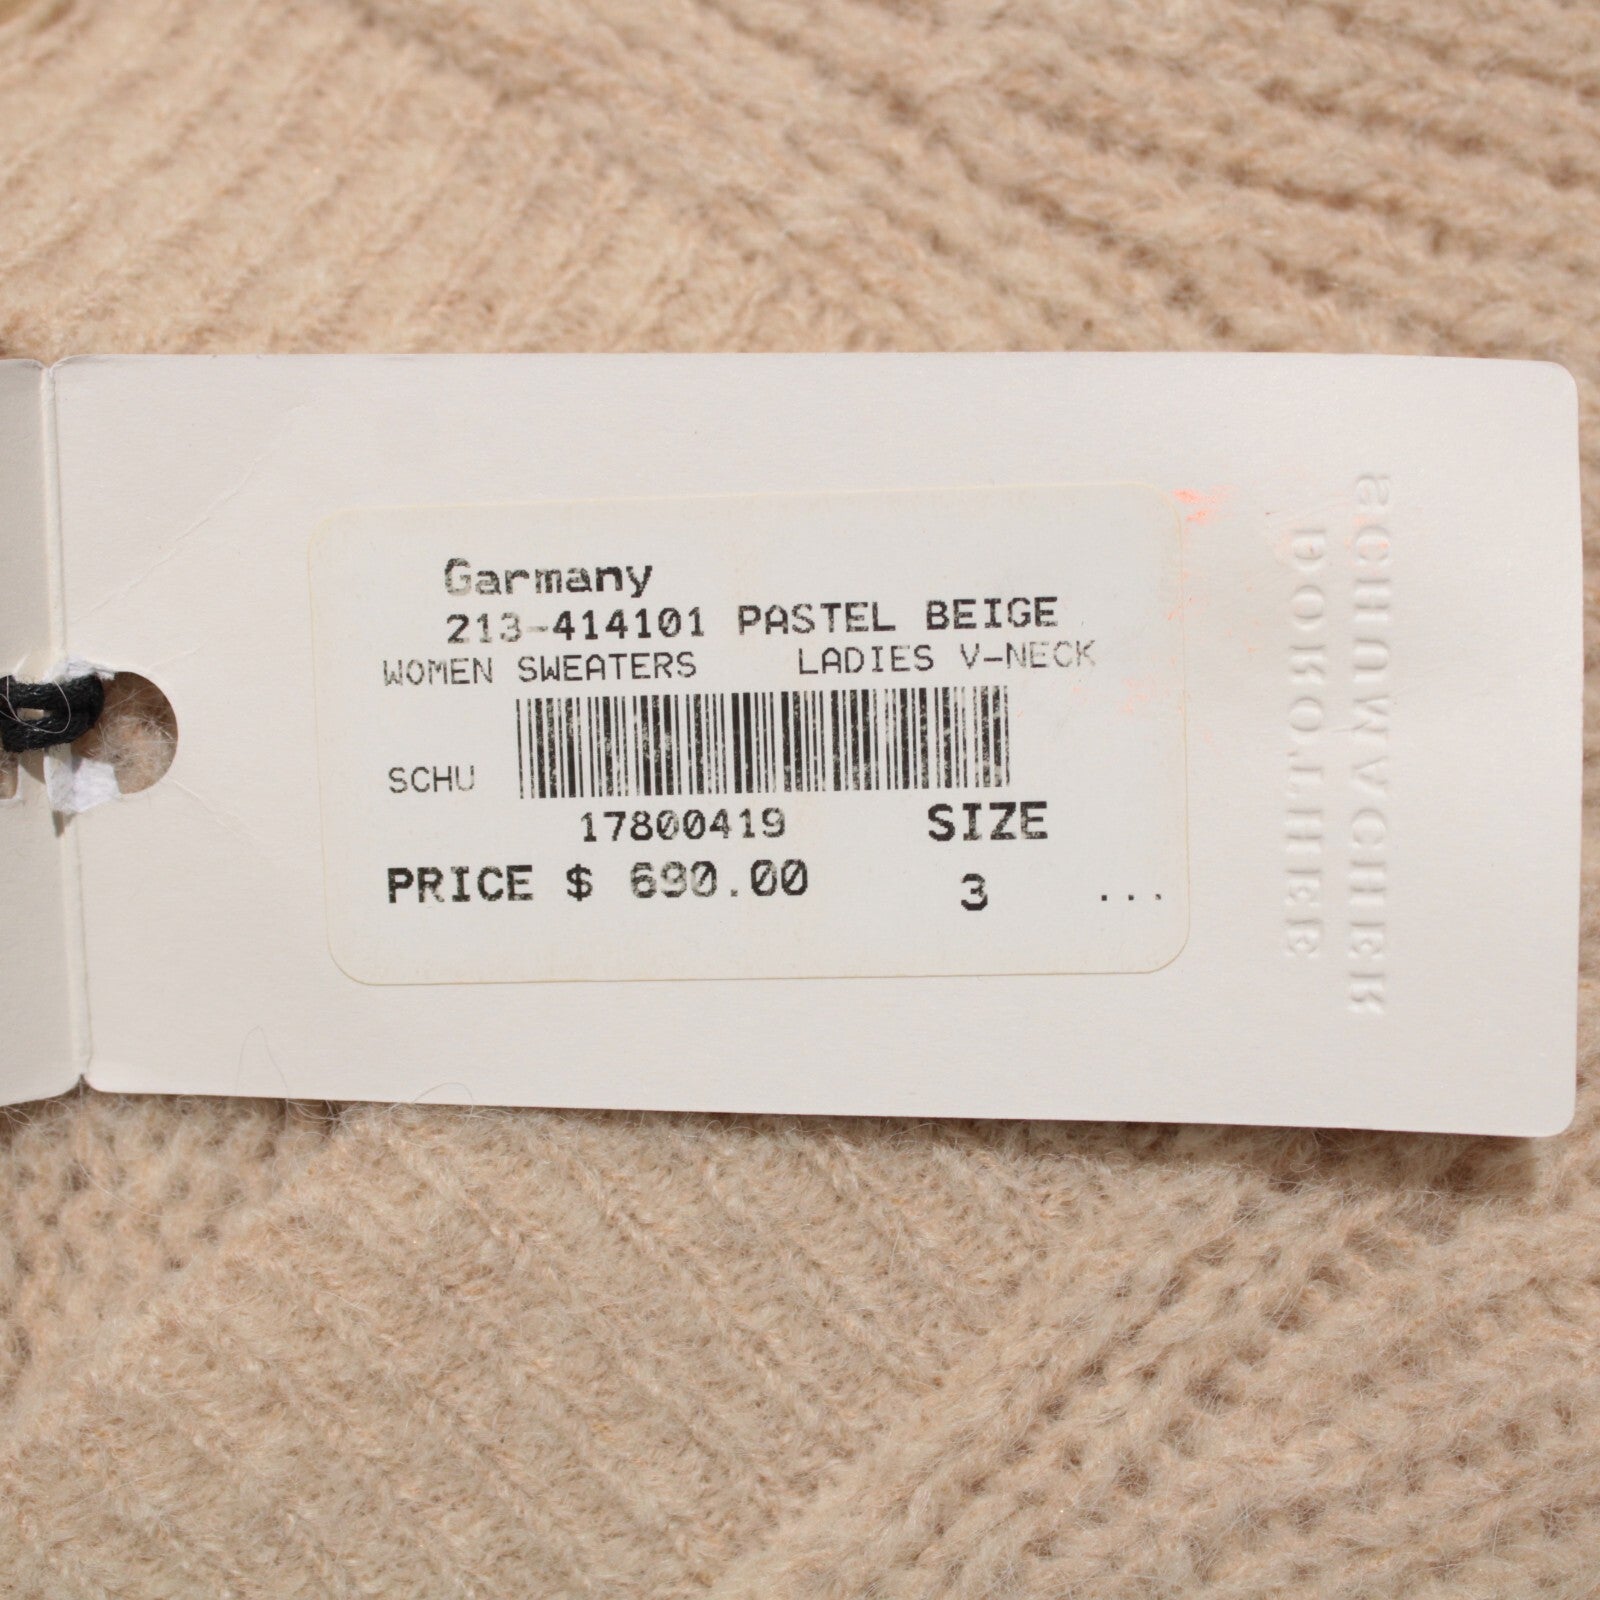 Garmany
213-414101 PASTEL BEIGE
WOMEN SWEATERS LADIES V-NECK
SCHU
17800419 SIZE
PRICE $ 690.00 3 ...
SCHUMACHER
DOROTHEE